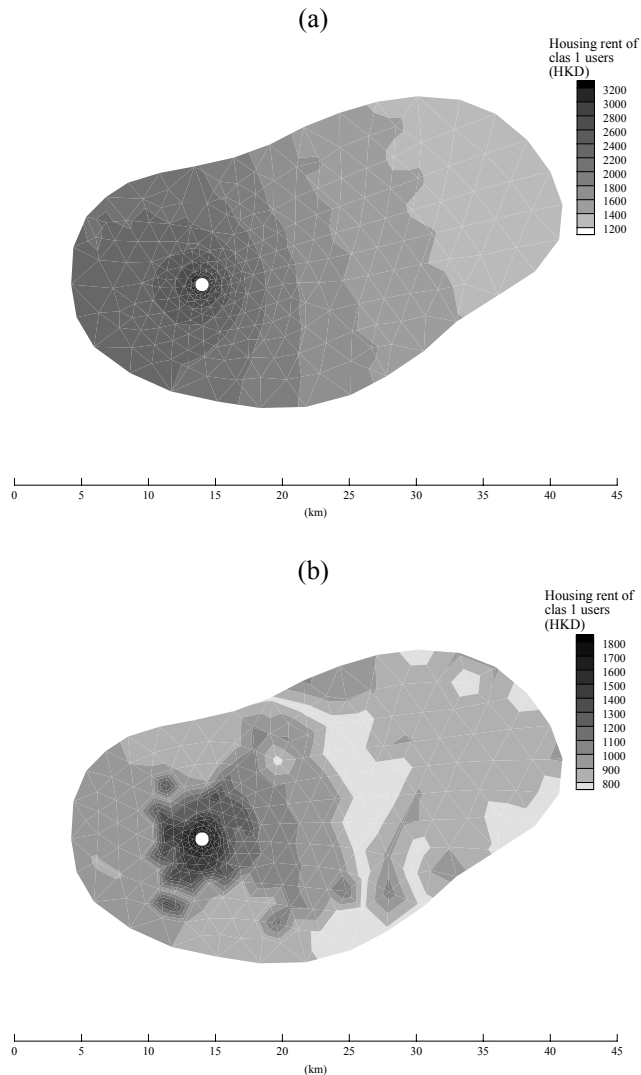 (a)
Housing rent of
clas 1 users
(HKD)
3200
3000
2800
2600
2400
2200
2000
1800
1600
1400
1200
0 5 10 15 20 25 30 35 40 45
(km)
(b)
Housing rent of
clas 1 users
(HKD)
1800
1700
1600
1500
1400
1300
1200
1100
1000
900
800
0 5 10 15 20 25 30 35 40 45
(km)